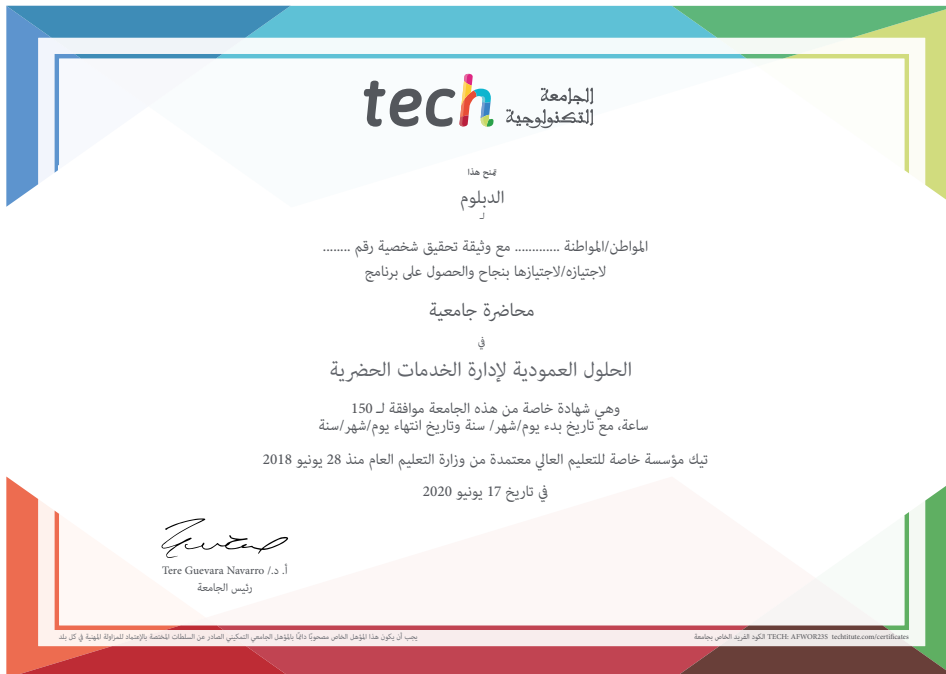 tech الجامعة
التكنولوجية
يمنح هذا
الدبلوم
لـ
المواطن/المواطنة ............ مع وثيقة تحقيق شخصية رقم ........
لاجتيازه/لاجتيازها بنجاح والحصول على برنامج
محاضرة جامعية
في
الحلول العمودية لإدارة الخدمات الحضرية
وهي شهادة خاصة من هذه الجامعة موافقة لـ 150
ساعة، مع تاريخ بدء يوم/شهر/ سنة وتاريخ انتهاء يوم/شهر/سنة
تيك مؤسسة خاصة للتعليم العالي معتمدة من وزارة التعليم العام منذ 28 يونيو 2018
في تاريخ 17 يونيو 2020
أ. د./ Tere Guevara Navarro
رئيس الجامعة
يجب أن يكون هذا المؤهل الخاص مصحوبًا دائمًا بالمؤهل الجامعي التمكيني الصادر عن السلطات المختصة بالإعتماد للمزاولة المهنية في كل بلد
الكود الفريد الخاص بجامعة TECH: AFWOR23S techtitute.com/certificates